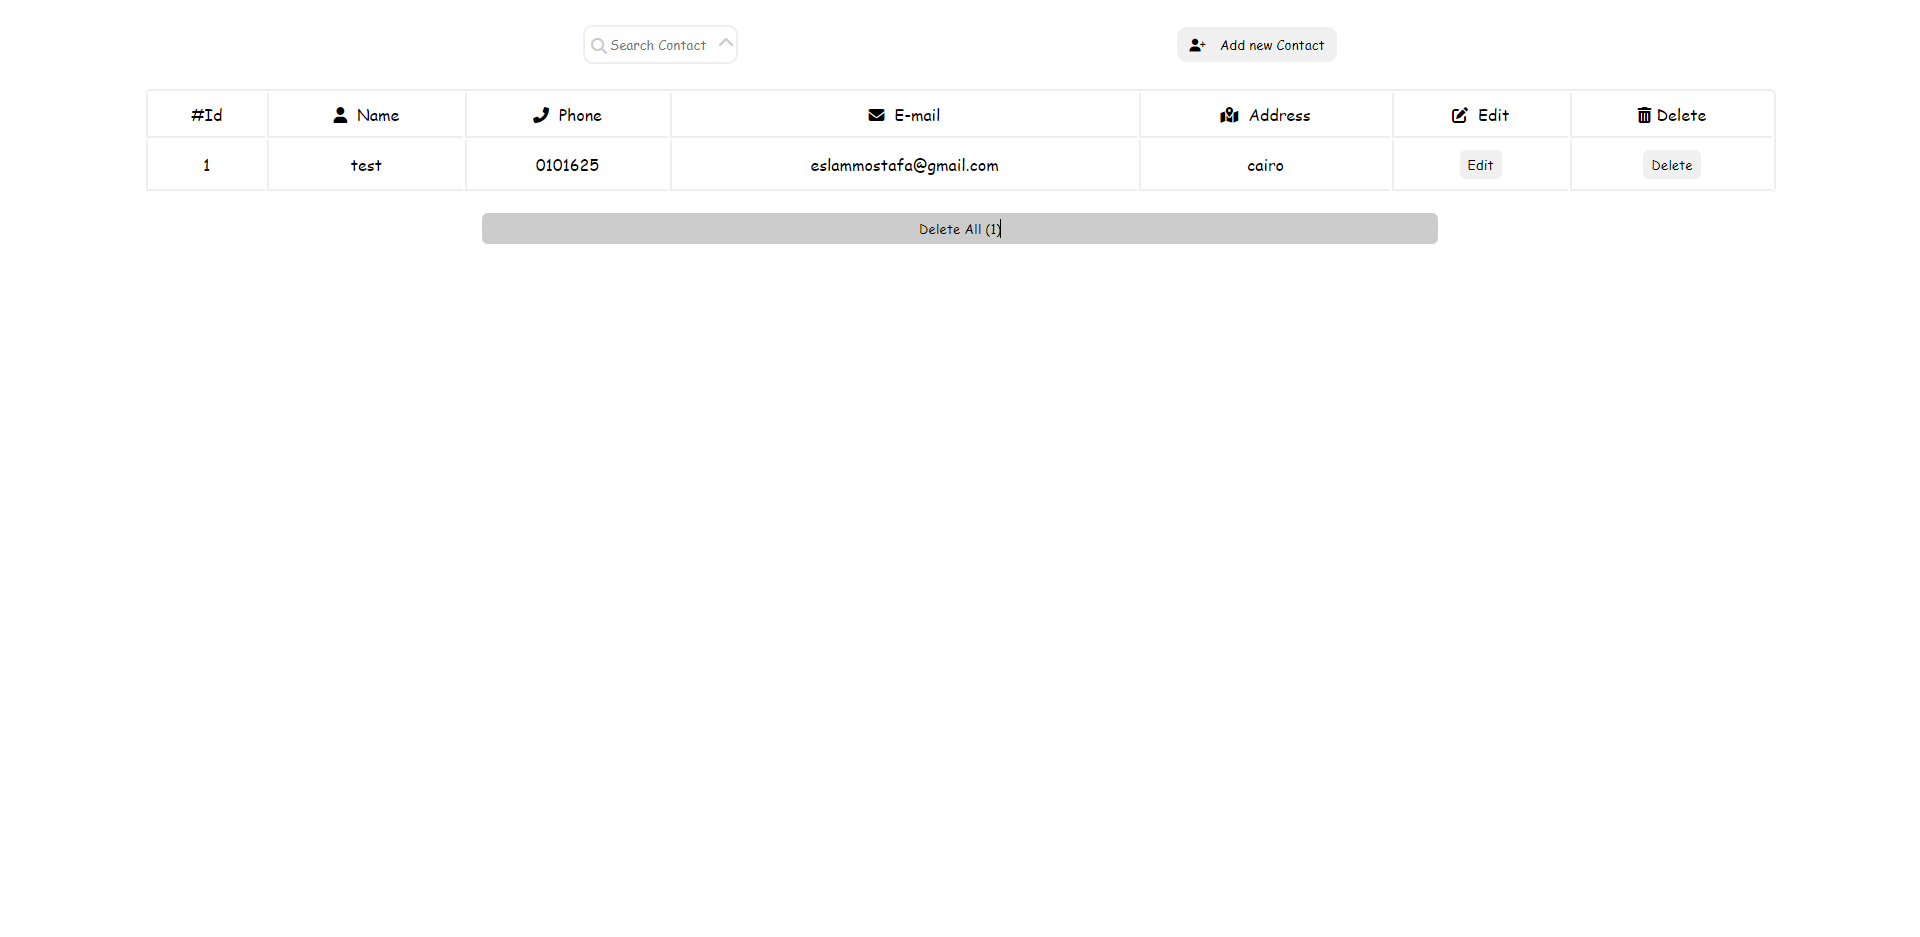 Search Contact
Add new Contact
#Id Name Phone E-mail Address Edit Delete
1 test 0101625 eslammostafa@gmail.com cairo Edit Delete
Delete All (1)